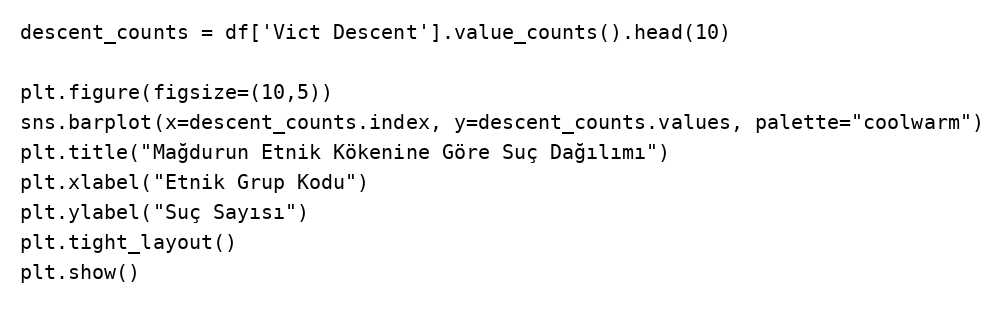 descent_counts = df['Vict Descent'].value_counts().head(10)
plt.figure(figsize=(10,5))
sns.barplot(x=descent_counts.index, y=descent_counts.values, palette="coolwarm")
plt.title("Mağdurun Etnik Kökenine Göre Suç Dağılımı")
plt.xlabel("Etnik Grup Kodu")
plt.ylabel("Suç Sayısı")
plt.tight_layout()
plt.show()